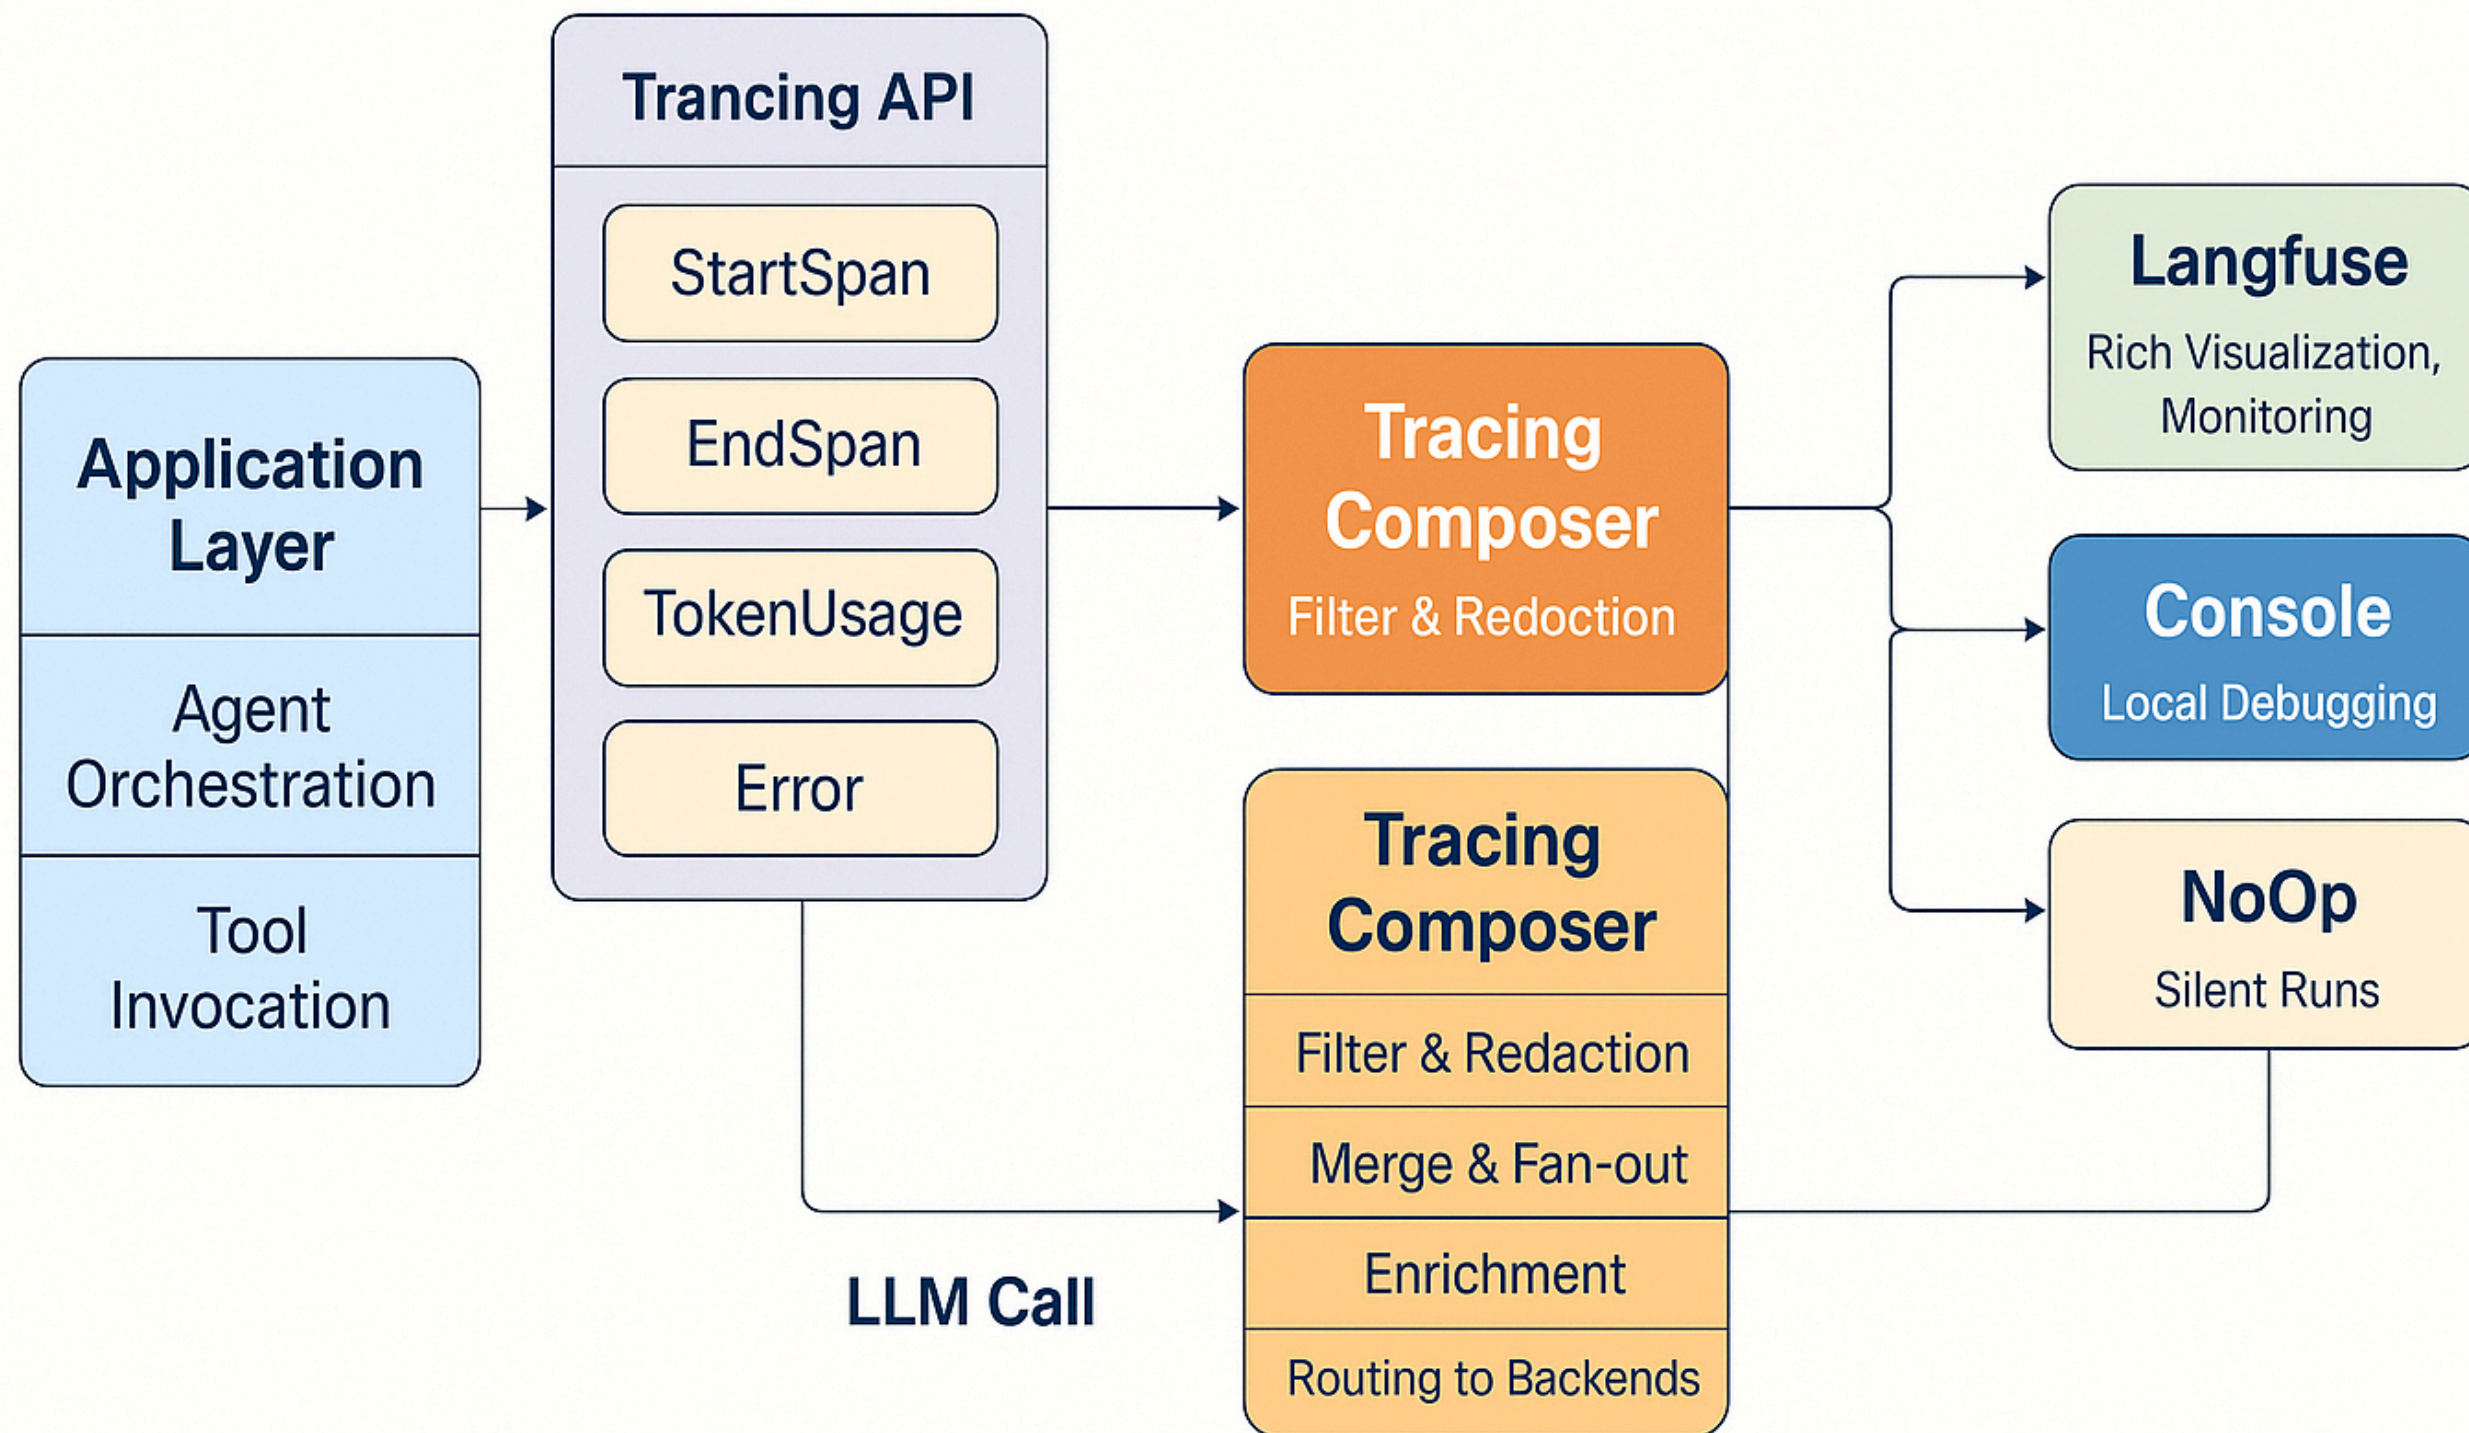 Application
Layer
Agent
Orchestration
Tool
Invocation
Trancing API
StartSpan
EndSpan
TokenUsage
Error
LLM Call
Tracing
Composer
Filter & Redoction
Tracing
Composer
Filter & Redaction
Merge & Fan-out
Enrichment
Routing to Backends
Langfuse
Rich Visualization,
Monitoring
Console
Local Debugging
NoOp
Silent Runs